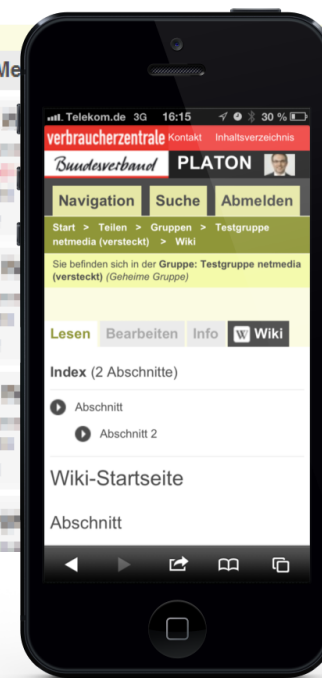 Me
Telekom.de 3G 16:15 30 %
verbraucherzentrale Kontakt Inhaltsverzeichnis
Bundesverband PLATON
Navigation Suche Abmelden
Start > Teilen > Gruppen > Testgruppe
netmedia (versteckt) > Wiki
Sie befinden sich in der Gruppe: Testgruppe netmedia
(versteckt) (Geheime Gruppe)
Lesen Bearbeiten Info W Wiki
Index (2 Abschnitte)
Abschnitt
Abschnitt 2
Wiki-Startseite
Abschnitt